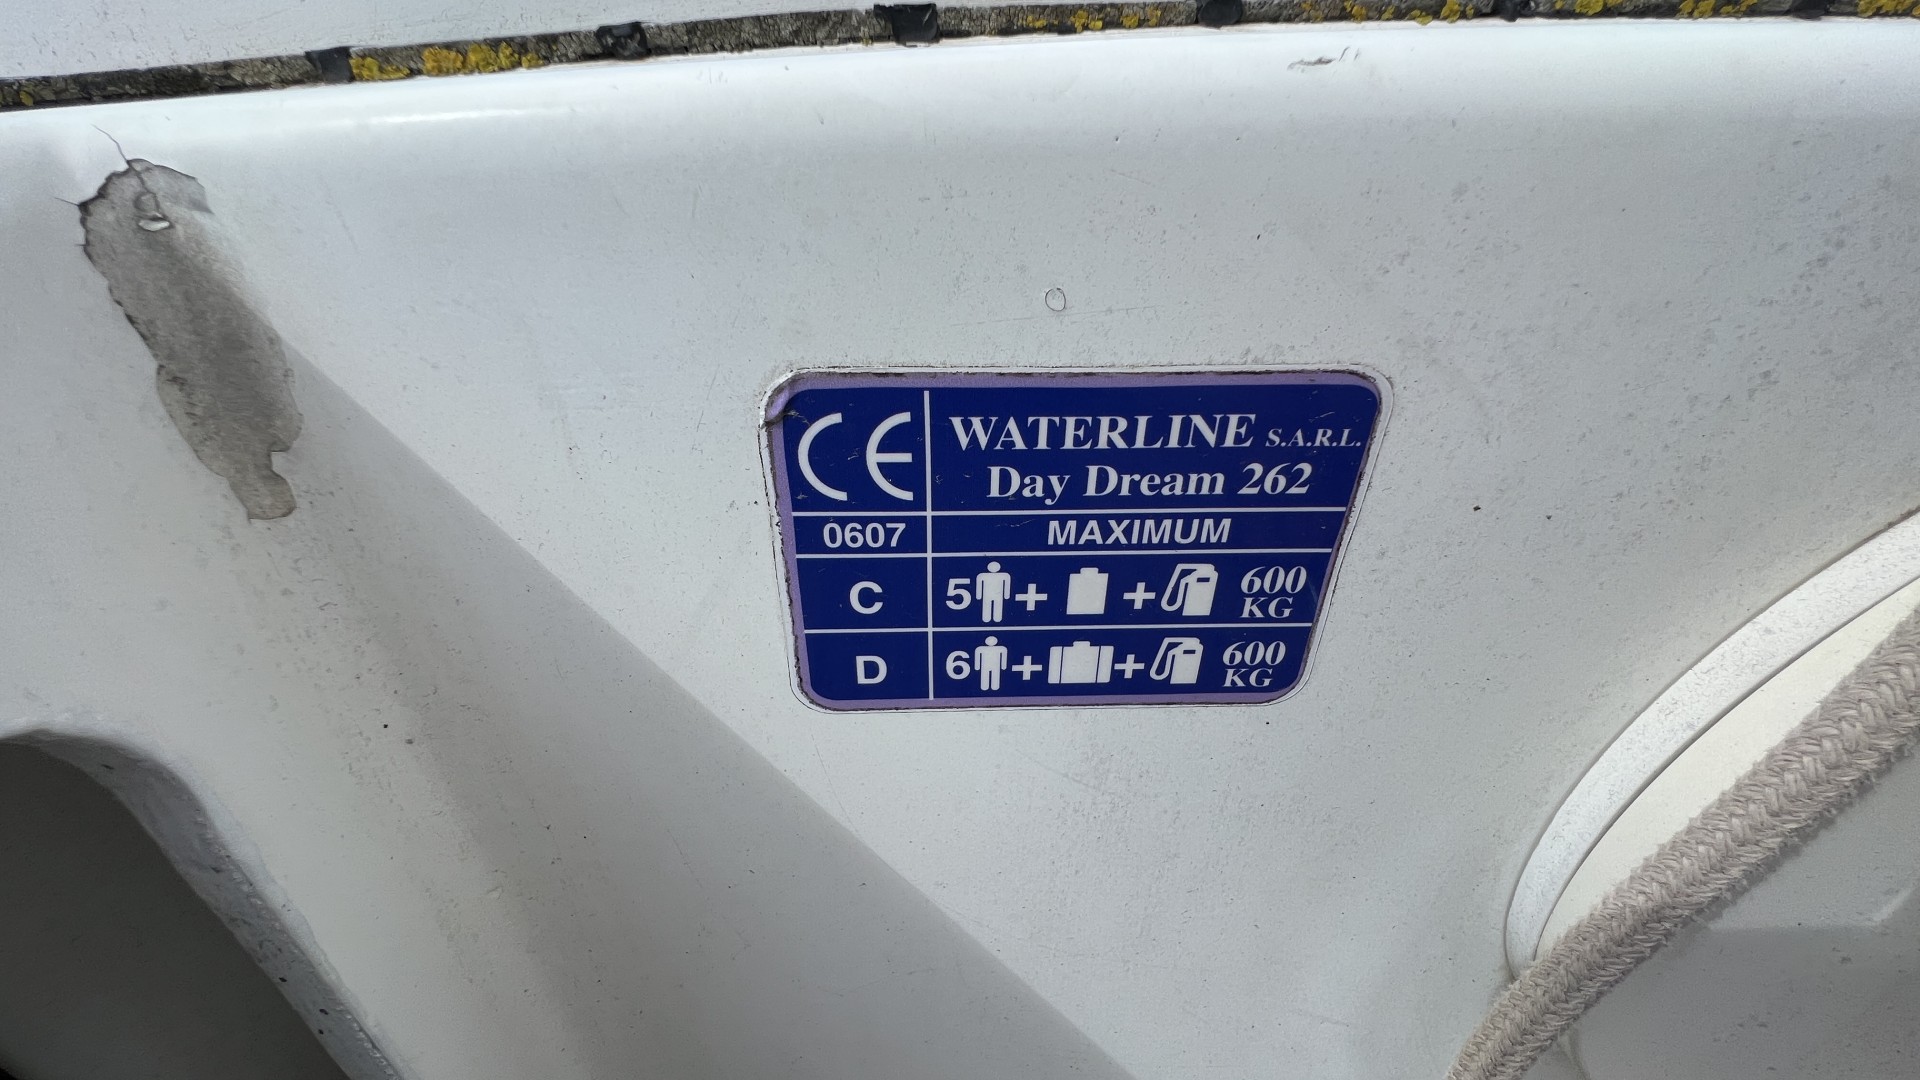 CE WATERLINE S.A.R.L.
Day Dream 262
0607 MAXIMUM
C 5 + + 600 KG
D 6 + + 600 KG